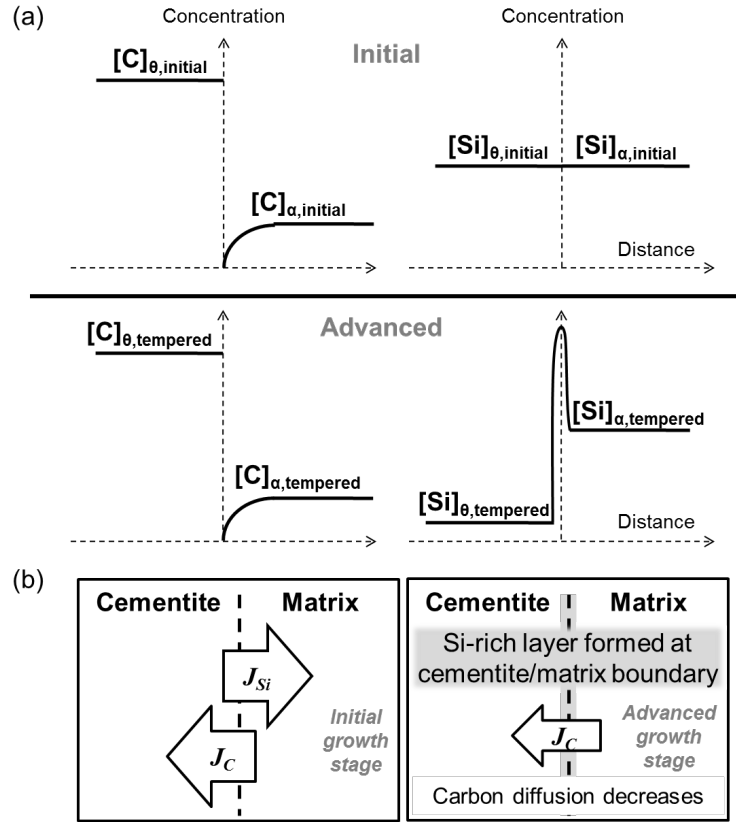 (a)
Concentration
Concentration
Initial
[C]θ,initial
[C]α,initial
[Si]θ,initial [Si]α,initial
Distance
Advanced
[C]θ,tempered
[C]α,tempered
[Si]α,tempered
[Si]θ,tempered
Distance
(b)
Cementite Matrix
JSi
JC
Initial
growth
stage
Cementite Matrix
Si-rich layer formed at
cementite/matrix boundary
JC
Advanced
growth
stage
Carbon diffusion decreases